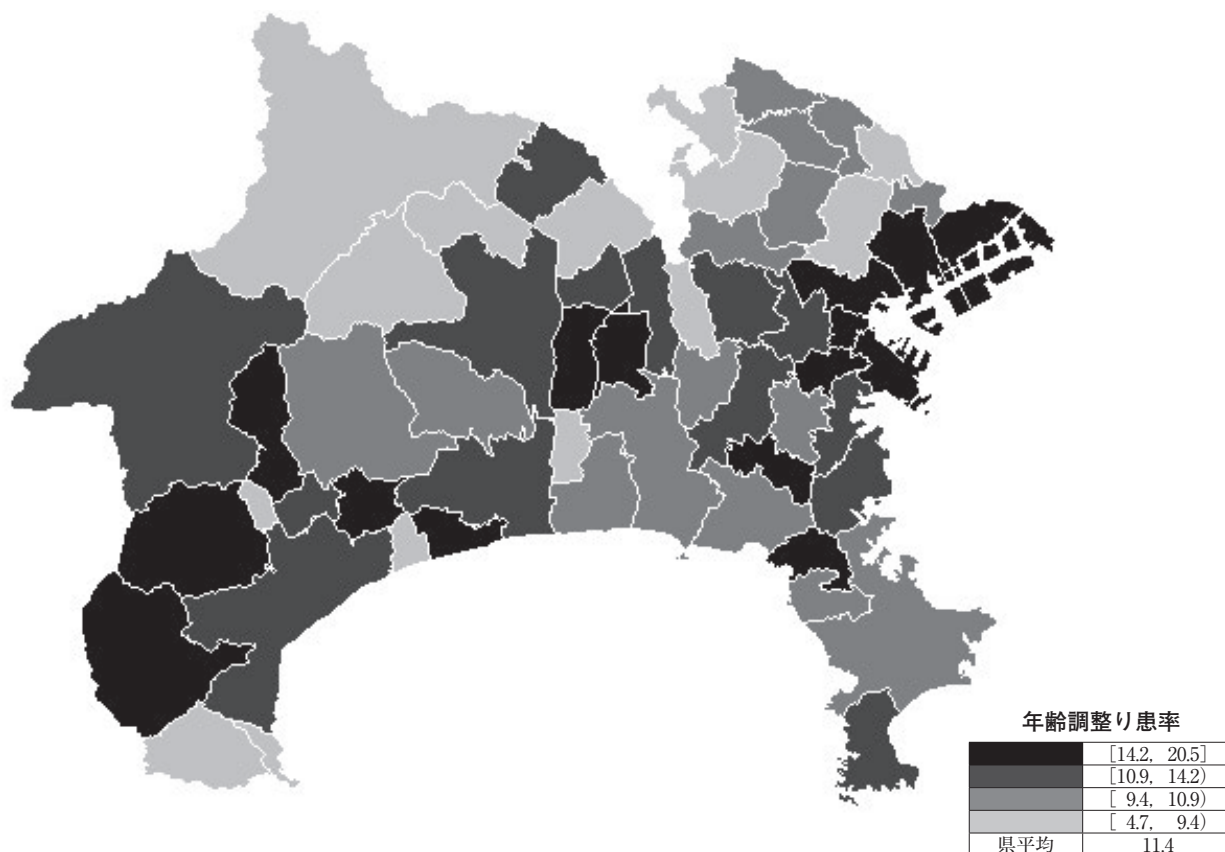 年齢調整り患率
[14.2, 20.5]
[10.9, 14.2)
[ 9.4, 10.9)
[ 4.7, 9.4)
県平均 11.4